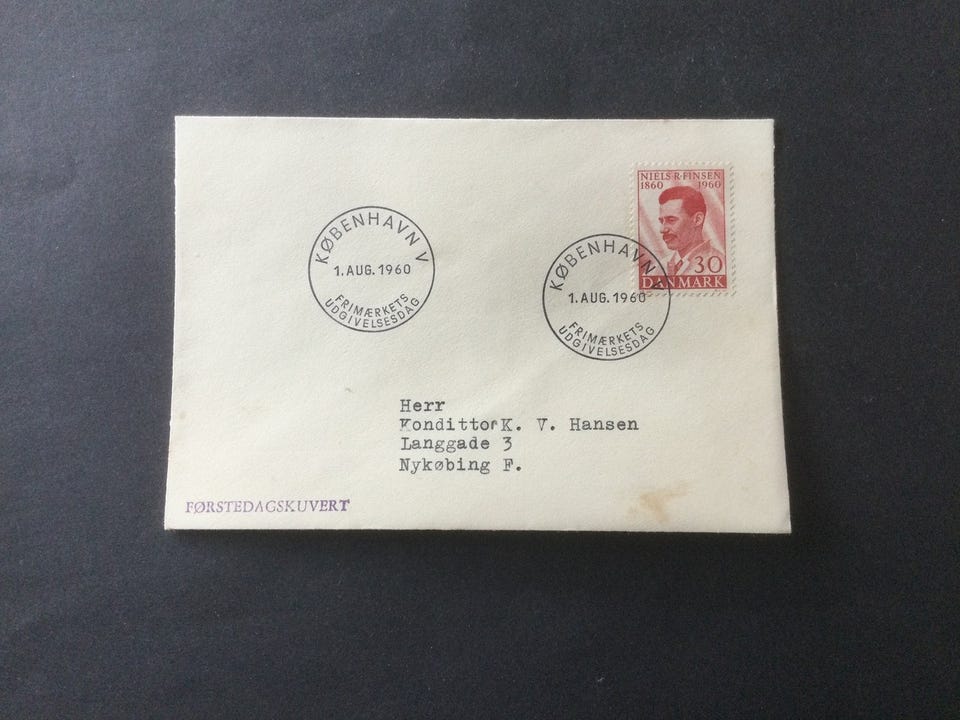 NIELS·R·FINSEN
1860 1960
30
DANMARK
KØBENHAVN V
1. AUG. 1960
FRIMÆRKETS
UDGIVELSESDAG
KØBENHAVN V
1. AUG. 1960
FRIMÆRKETS
UDGIVELSESDAG
Herr
Konditto​r K. V. Hansen
Langgade 3
Nykøbing F.
FØRSTEDAGSKUVERT